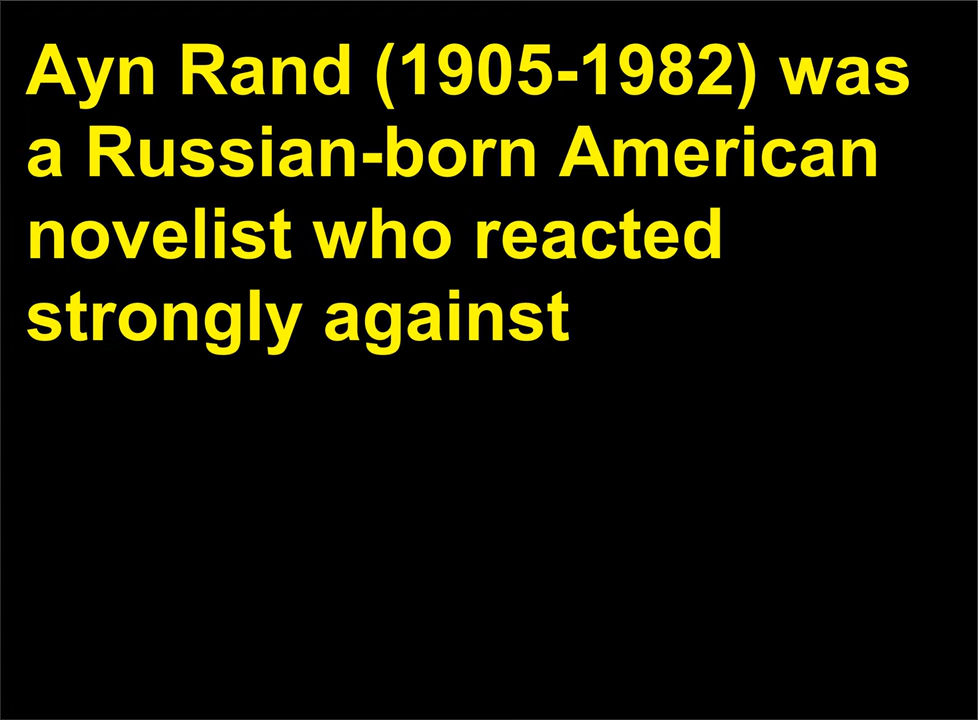 Ayn Rand (1905-1982) was
a Russian-born American
novelist who reacted
strongly against